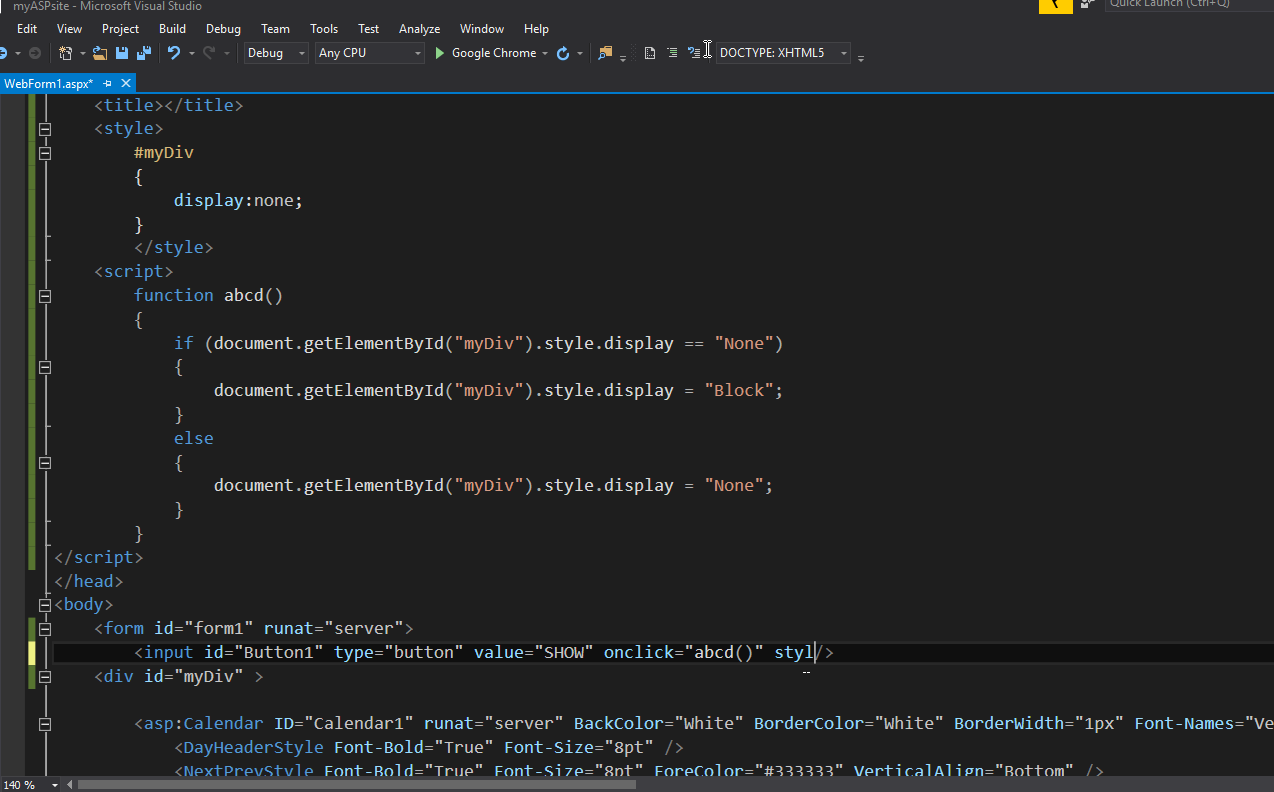 myASPsite - Microsoft Visual Studio
Quick Launch (Ctrl+Q)
Edit View Project Build Debug Team Tools Test Analyze Window Help
Debug Any CPU Google Chrome DOCTYPE: XHTML5
WebForm1.aspx*
<title></title>
<style>
#myDiv
{
display:none;
}
</style>
<script>
function abcd()
{
if (document.getElementById("myDiv").style.display == "None")
{
document.getElementById("myDiv").style.display = "Block";
}
else
{
document.getElementById("myDiv").style.display = "None";
}
}
</script>
</head>
<body>
<form id="form1" runat="server">
<input id="Button1" type="button" value="SHOW" onclick="abcd()" styl/>
<div id="myDiv" >
<asp:Calendar ID="Calendar1" runat="server" BackColor="White" BorderColor="White" BorderWidth="1px" Font-Names="Ve
<DayHeaderStyle Font-Bold="True" Font-Size="8pt" />
<NextPrevStyle Font-Bold="True" Font-Size="8pt" ForeColor="#333333" VerticalAlign="Bottom" />
140 %